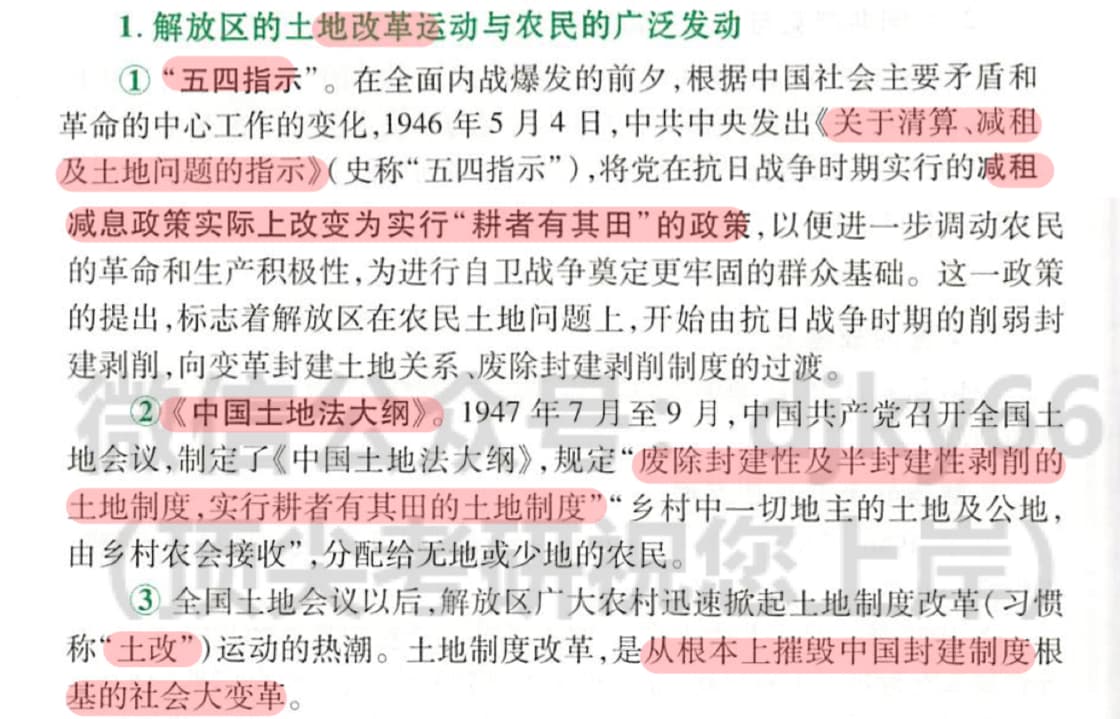 1. 解放区的土地改革运动与农民的广泛发动
①“五四指示”。在全面内战爆发的前夕,根据中国社会主要矛盾和
革命的中心工作的变化,1946 年 5 月 4 日,中共中央发出《关于清算、减租
及土地问题的指示》(史称“五四指示”),将党在抗日战争时期实行的减租
减息政策实际上改变为实行“耕者有其田”的政策,以便进一步调动农民
的革命和生产积极性,为进行自卫战争奠定更牢固的群众基础。这一政策
的提出,标志着解放区在农民土地问题上,开始由抗日战争时期的削弱封
建剥削,向变革封建土地关系、废除封建剥削制度的过渡。
微信公众号:djky66
②《中国土地法大纲》。1947 年 7 月至 9 月,中国共产党召开全国土
地会议,制定了《中国土地法大纲》,规定“废除封建性及半封建性剥削的
土地制度,实行耕者有其田的土地制度”“乡村中一切地主的土地及公地,
由乡村农会接收”,分配给无地或少地的农民。
(顶尖考研祝您上岸)
③ 全国土地会议以后,解放区广大农村迅速掀起土地制度改革(习惯
称“土改”)运动的热潮。土地制度改革,是从根本上摧毁中国封建制度根
基的社会大变革。